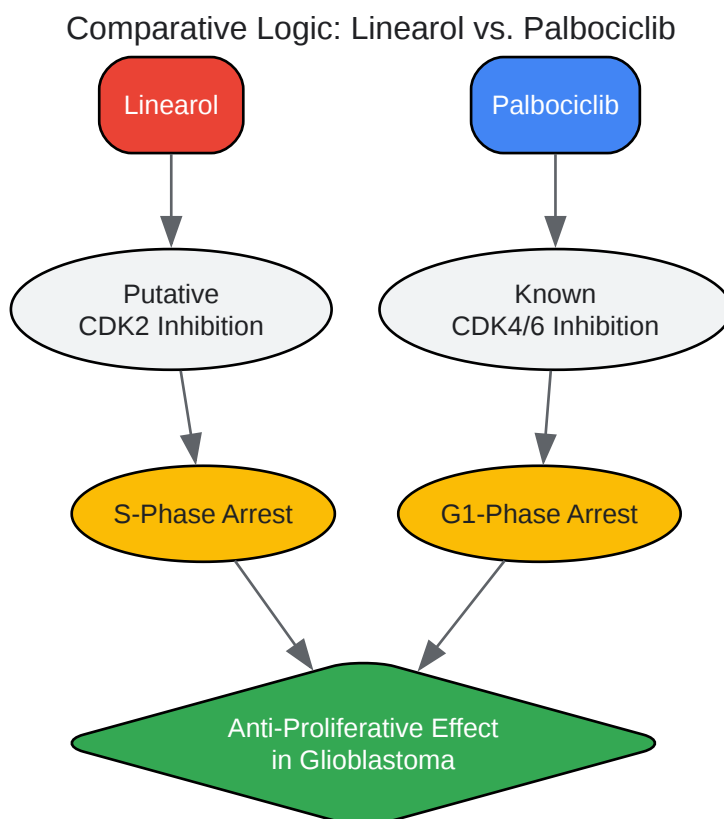 Comparative Logic: Linearol vs. Palbociclib
Linearol
Palbociclib
Putative
CDK2 Inhibition
Known
CDK4/6 Inhibition
S-Phase Arrest
G1-Phase Arrest
Anti-Proliferative Effect
in Glioblastoma